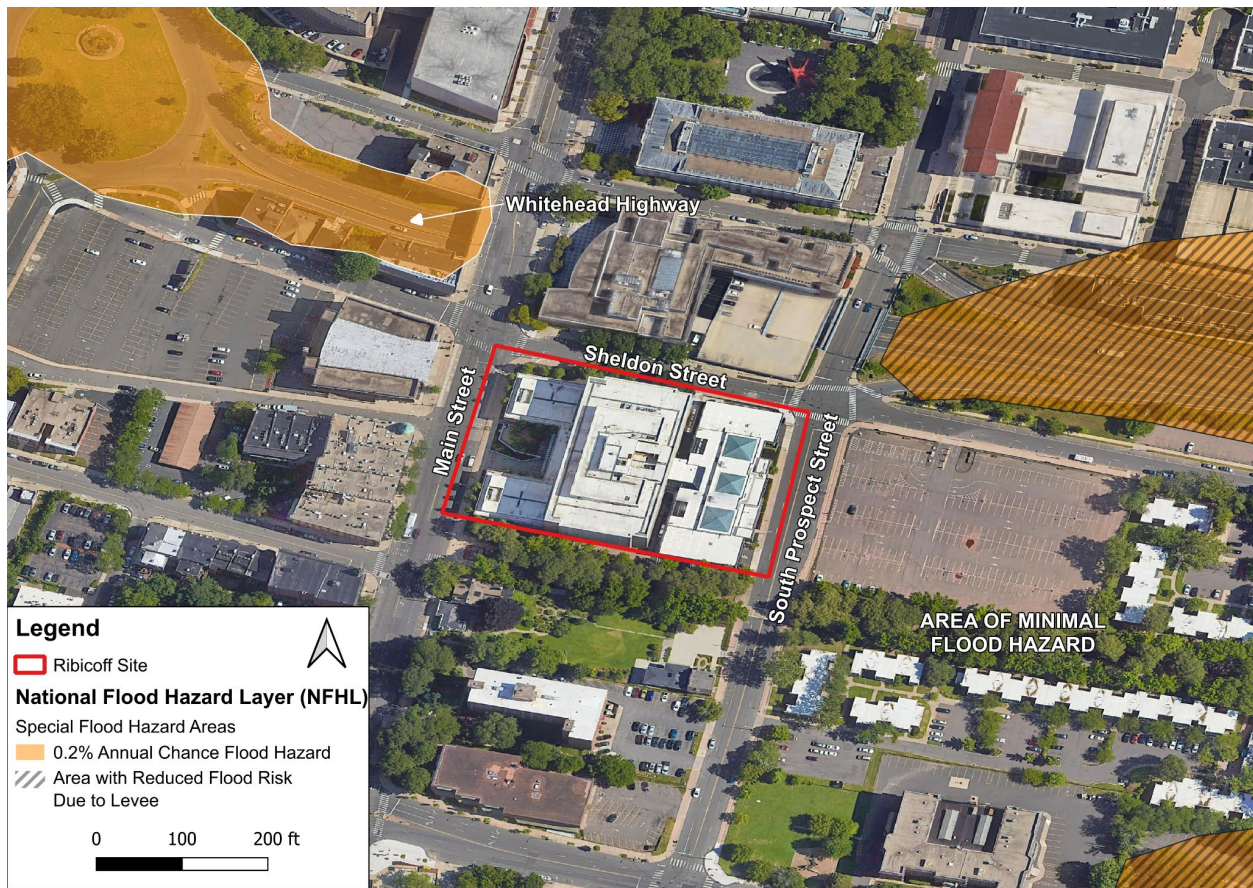 Whitehead Highway
Sheldon Street
Main Street
South Prospect Street
AREA OF MINIMAL
FLOOD HAZARD
Legend
Ribicoff Site
National Flood Hazard Layer (NFHL)
Special Flood Hazard Areas
0.2% Annual Chance Flood Hazard
Area with Reduced Flood Risk
Due to Levee
0 100 200 ft